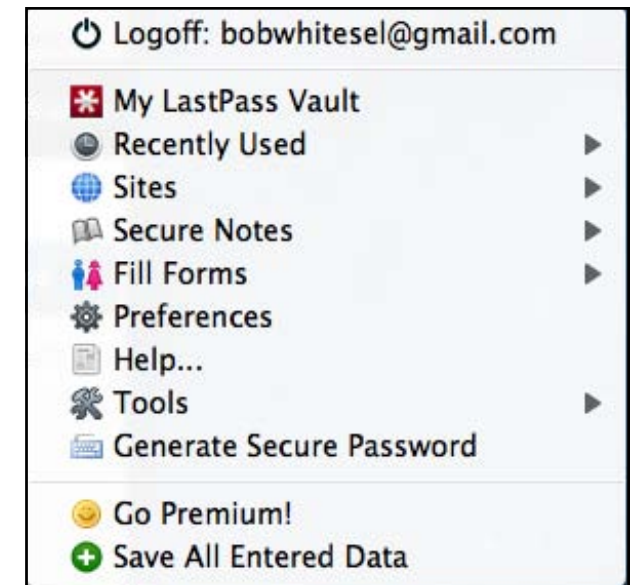 Logoff: bobwhitesel@gmail.com
My LastPass Vault
Recently Used
Sites
Secure Notes
Fill Forms
Preferences
Help...
Tools
Generate Secure Password
Go Premium!
Save All Entered Data